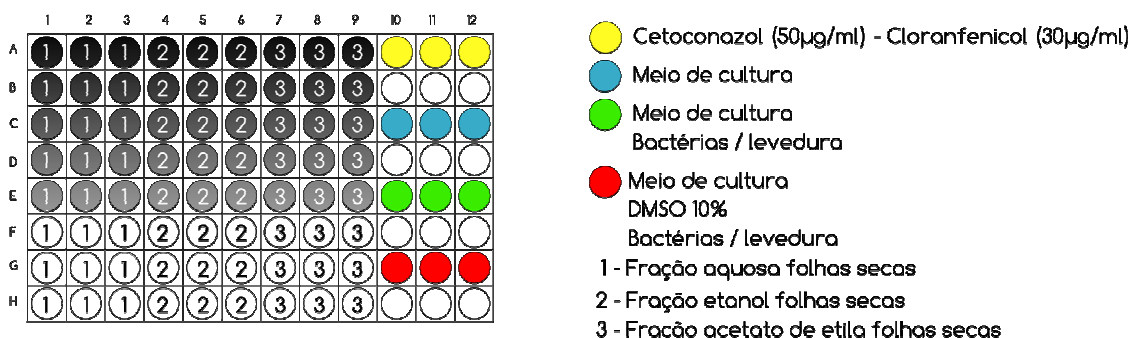 1 2 3 4 5 6 7 8 9 10 11 12
A 1 1 1 2 2 2 3 3 3
B 1 1 1 2 2 2 3 3 3
C 1 1 1 2 2 2 3 3 3
D 1 1 1 2 2 2 3 3 3
E 1 1 1 2 2 2 3 3 3
F 1 1 1 2 2 2 3 3 3
G 1 1 1 2 2 2 3 3 3
H 1 1 1 2 2 2 3 3 3
Cetoconazol (50µg/ml) - Cloranfenicol (30µg/ml)
Meio de cultura
Meio de cultura
Bactérias / levedura
Meio de cultura
DMSO 10%
Bactérias / levedura
1 - Fração aquosa folhas secas
2 - Fração etanol folhas secas
3 - Fração acetato de etila folhas secas